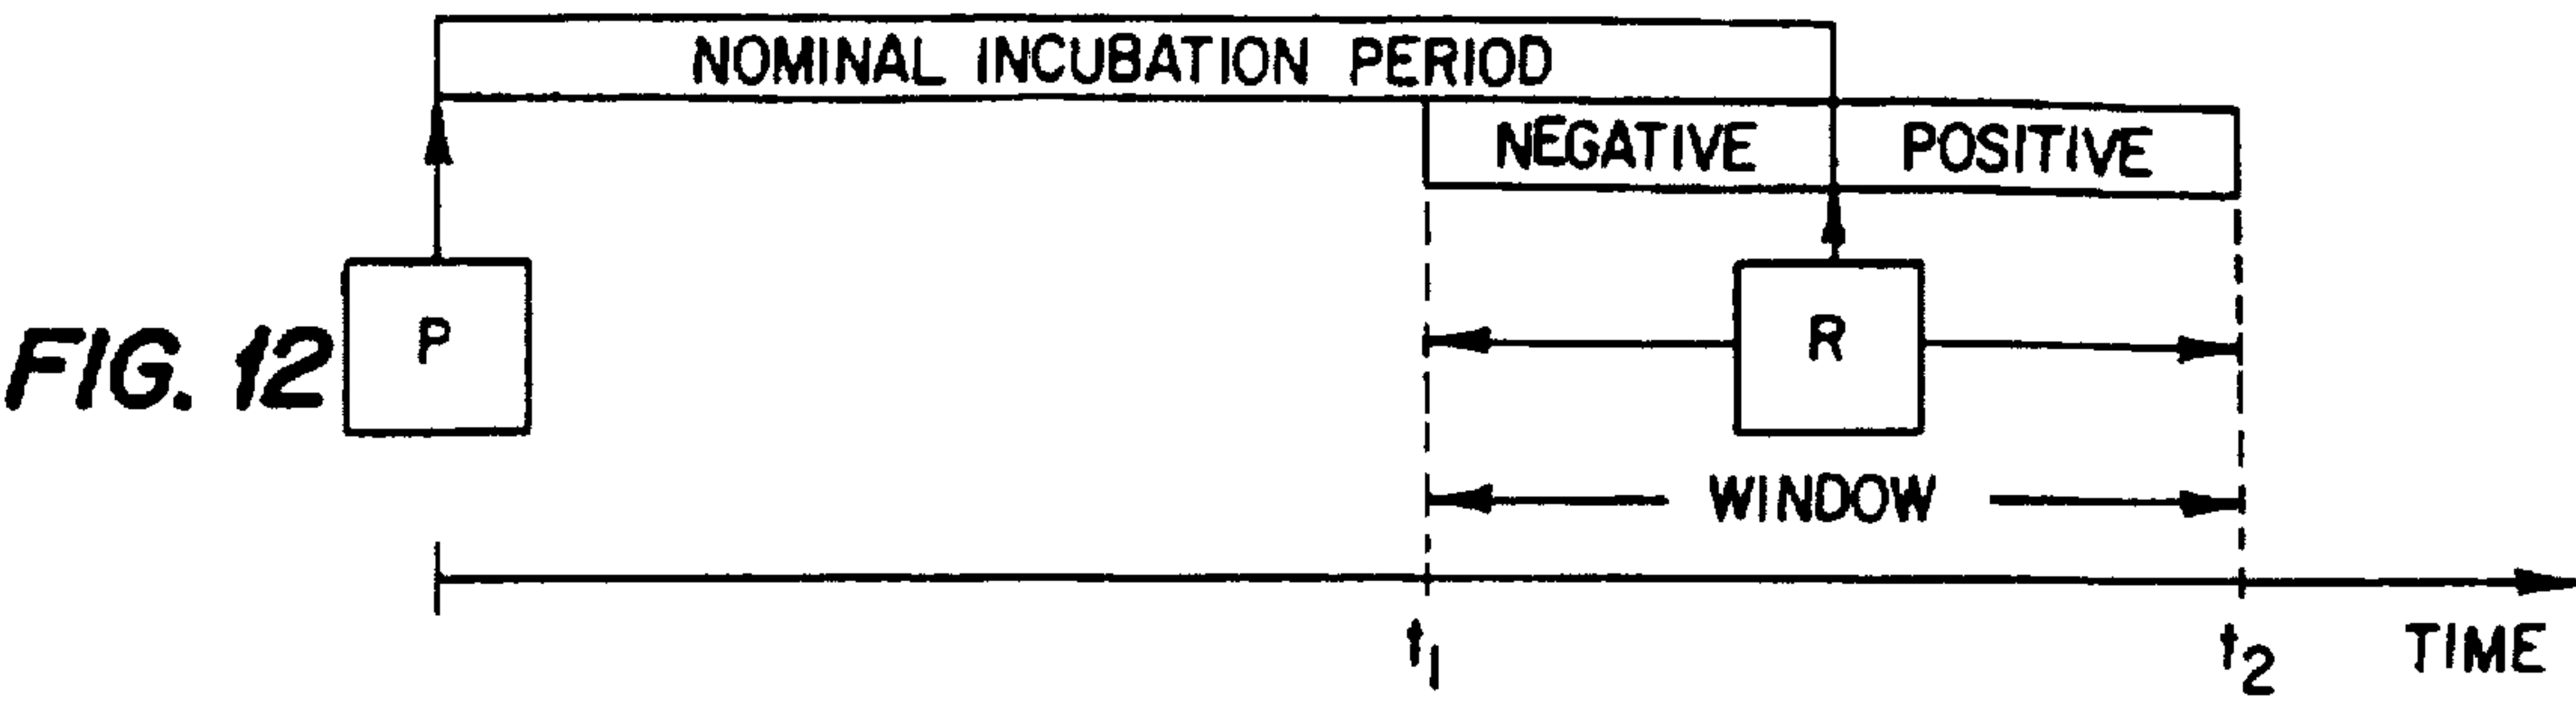 NOMINAL INCUBATION PERIOD
NEGATIVE POSITIVE
FIG. 12
P
R
WINDOW
t1
t2
TIME